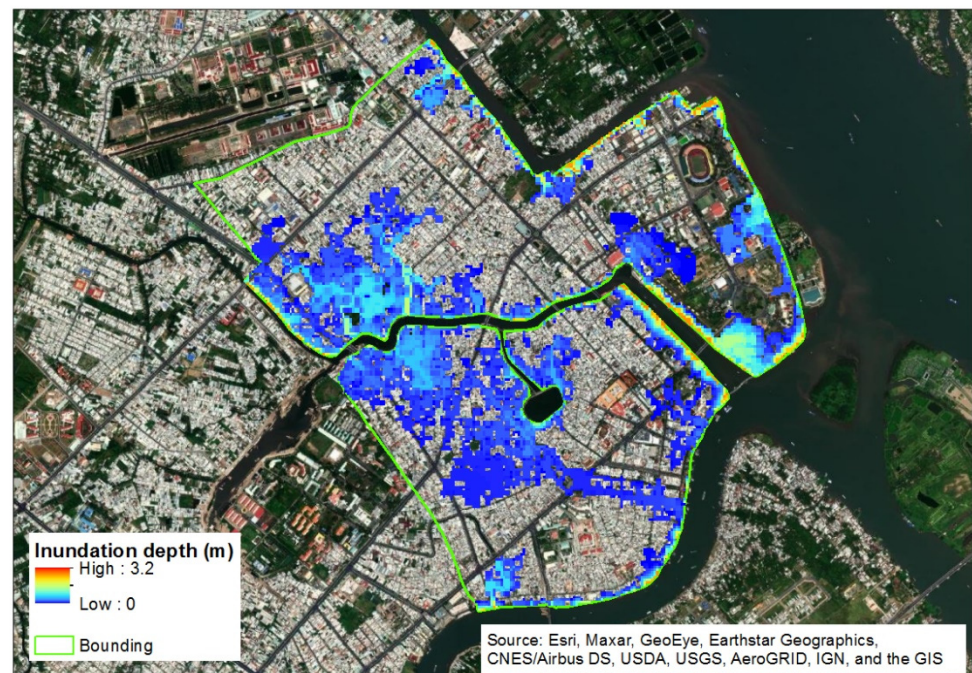 Inundation depth (m)
High : 3.2
Low : 0
Bounding
Source: Esri, Maxar, GeoEye, Earthstar Geographics,
CNES/Airbus DS, USDA, USGS, AeroGRID, IGN, and the GIS